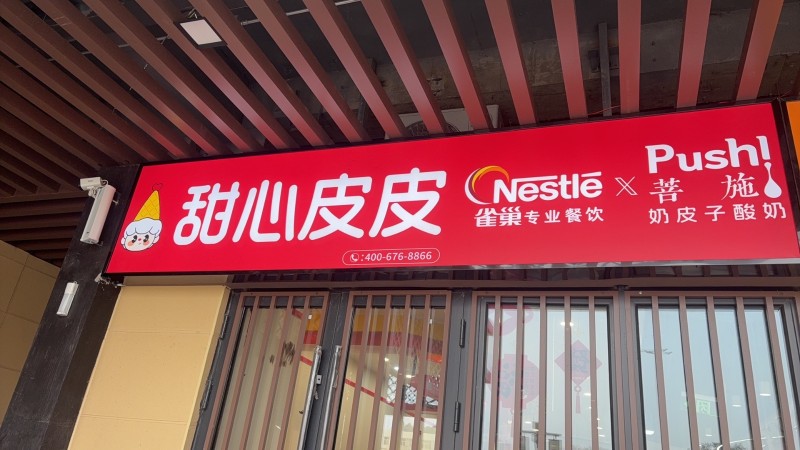 甜心皮皮
:400-676-8866
Nestlé
雀巢专业餐饮
X
Push!
菩施
奶皮子酸奶